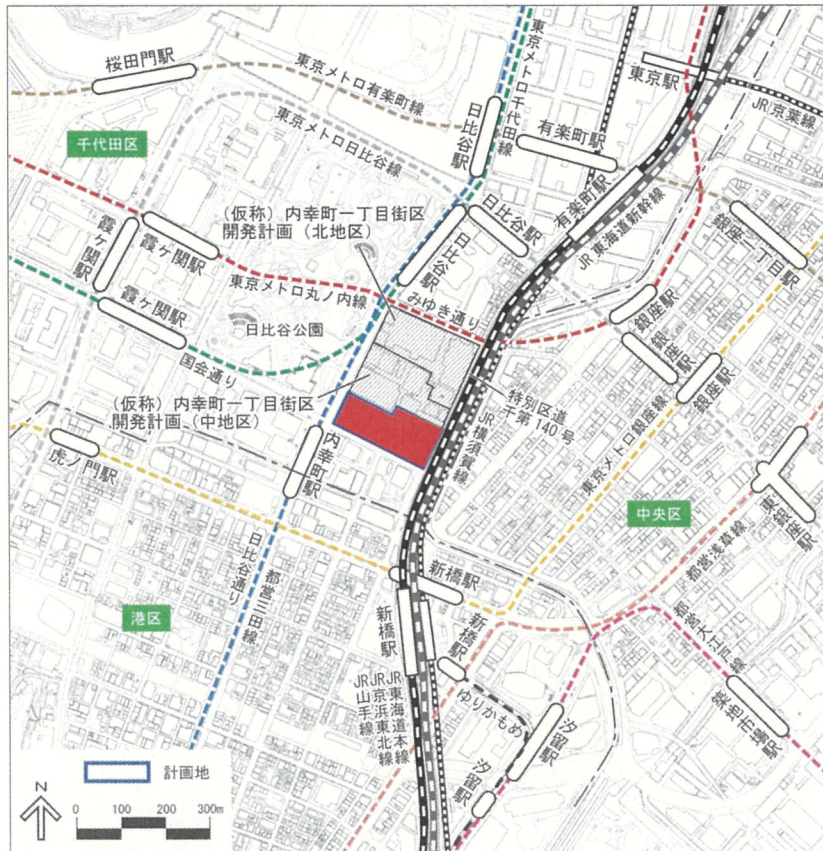 桜田門駅
東京メトロ有楽町線
東京メトロ千代田線
東京駅
JR京葉線
千代田区
東京メトロ日比谷線
日比谷駅
有楽町駅
有楽町駅
JR東海道新幹線
(仮称)内幸町一丁目街区
開発計画(北地区)
日比谷駅
日比谷駅
銀座一丁目駅
霞ヶ関駅
霞ヶ関駅
東京メトロ丸ノ内線
みゆき通り
銀座駅
霞ヶ関駅
日比谷公園
銀座駅
銀座駅
国会通り
(仮称)内幸町一丁目街区
開発計画(中地区)
特別区道
千第140号
JR横須賀線
東京メトロ銀座線
虎ノ門駅
内幸町駅
中央区
東銀座駅
日比谷通り
都営三田線
新橋駅
都営浅草線
港区
新橋駅
新橋駅
都営大江戸線
JR東海道本線
JR京浜東北線
JR山手線
ゆりかもめ
汐留駅
築地市場駅
汐留駅
計画地
N
0 100 200 300m